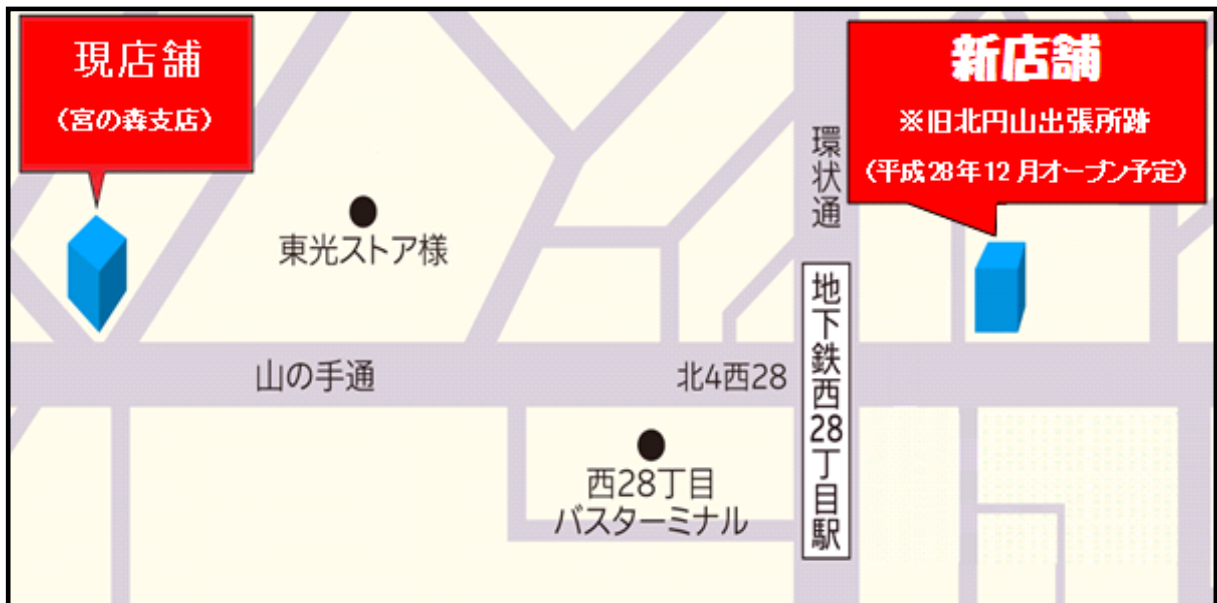 現店舗
（宮の森支店）
新店舗
※旧北円山出張所跡
（平成28年12月オープン予定）
環状通
東光ストア様
地下鉄西28丁目駅
山の手通
北4西28
西28丁目
バスターミナル